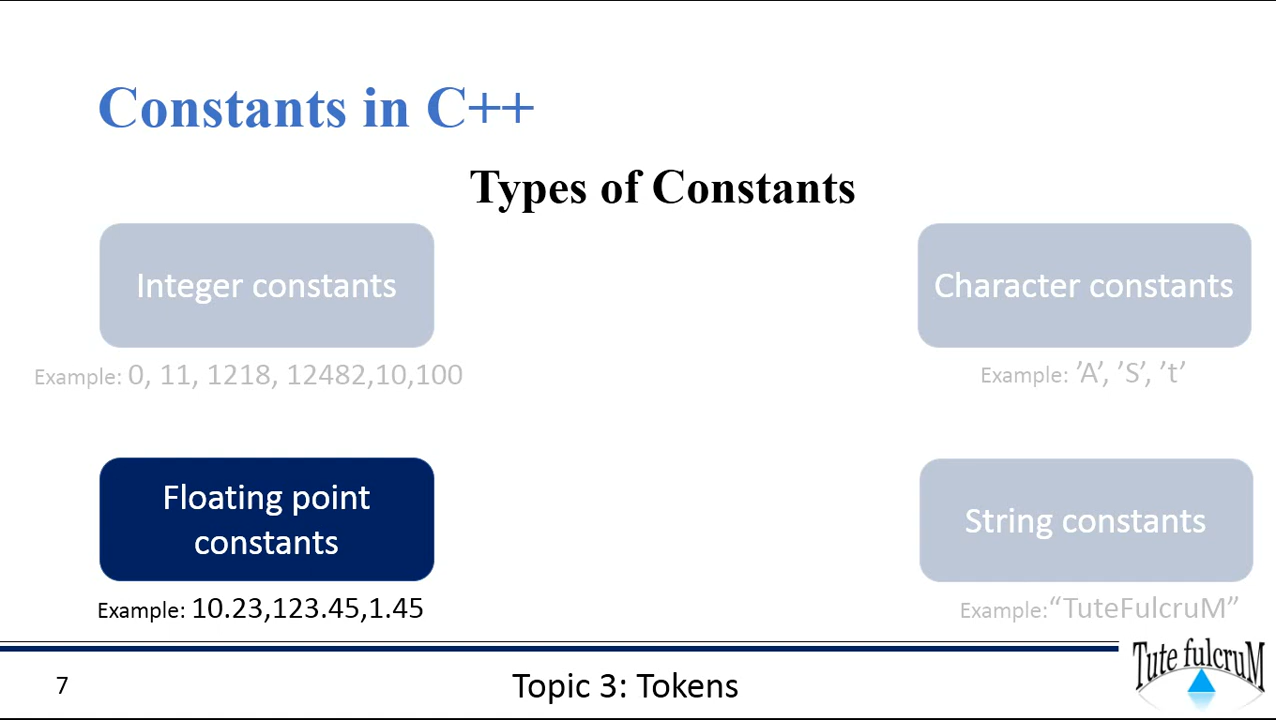 Constants in C++
Types of Constants
Integer constants
Example: 0, 11, 1218, 12482,10,100
Character constants
Example: ’A’, ’S’, ’t’
Floating point
constants
Example: 10.23,123.45,1.45
String constants
Example:“TuteFulcruM”
7
Topic 3: Tokens
Tute fulcruM